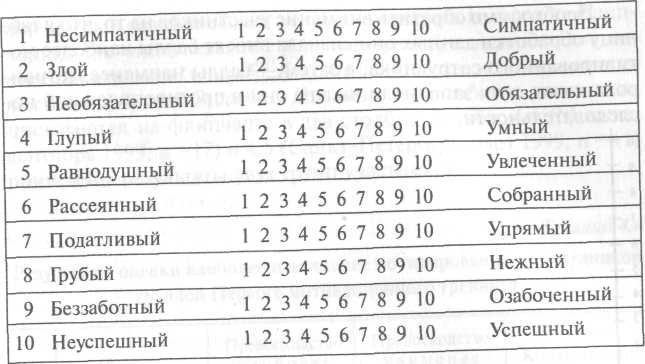 1 Несимпатичный 1 2 3 4 5 6 7 8 9 10 Симпатичный
2 Злой 1 2 3 4 5 6 7 8 9 10 Добрый
3 Необязательный 1 2 3 4 5 6 7 8 9 10 Обязательный
4 Глупый 1 2 3 4 5 6 7 8 9 10 Умный
5 Равнодушный 1 2 3 4 5 6 7 8 9 10 Увлеченный
6 Рассеянный 1 2 3 4 5 6 7 8 9 10 Собранный
7 Податливый 1 2 3 4 5 6 7 8 9 10 Упрямый
8 Грубый 1 2 3 4 5 6 7 8 9 10 Нежный
9 Беззаботный 1 2 3 4 5 6 7 8 9 10 Озабоченный
10 Неуспешный 1 2 3 4 5 6 7 8 9 10 Успешный